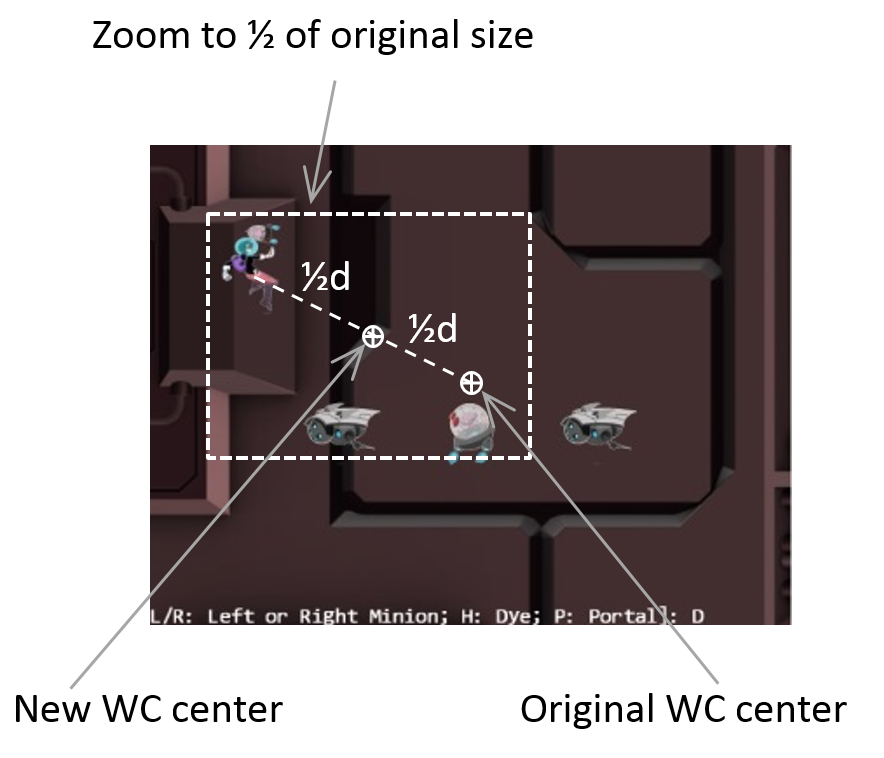 Zoom to ½ of original size
½d
½d
L/R: Left or Right Minion; H: Dye; P: Portal]: D
New WC center
Original WC center